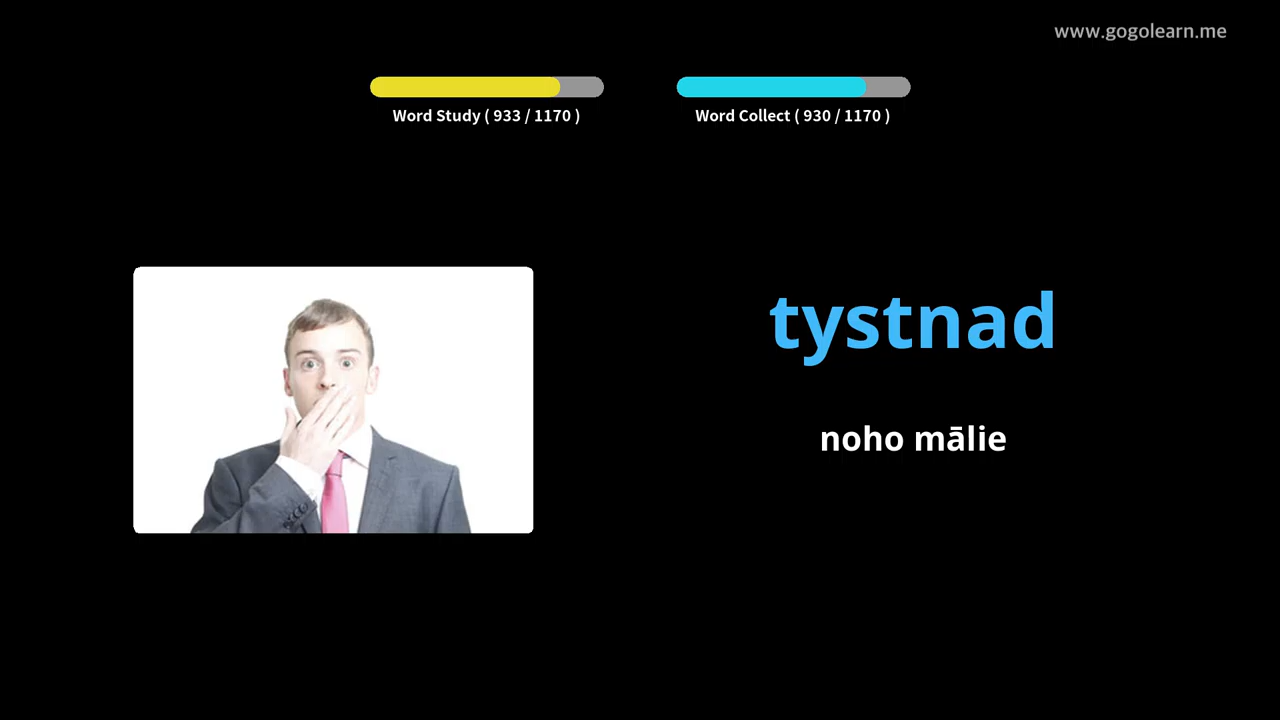 www.gogolearn.me
Word Study ( 933 / 1170 )
Word Collect ( 930 / 1170 )
tystnad
noho mālie